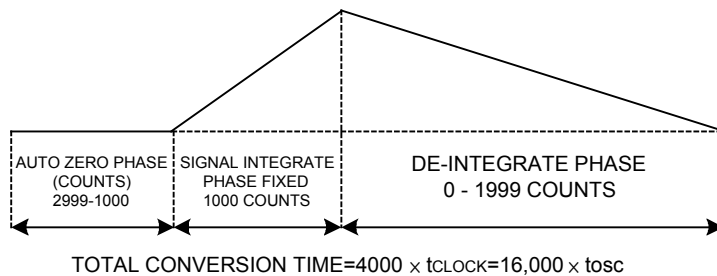 AUTO ZERO PHASE
(COUNTS)
2999-1000
SIGNAL INTEGRATE
PHASE FIXED
1000 COUNTS
DE-INTEGRATE PHASE
0 - 1999 COUNTS
TOTAL CONVERSION TIME=4000 × tCLOCK=16,000 × tosc